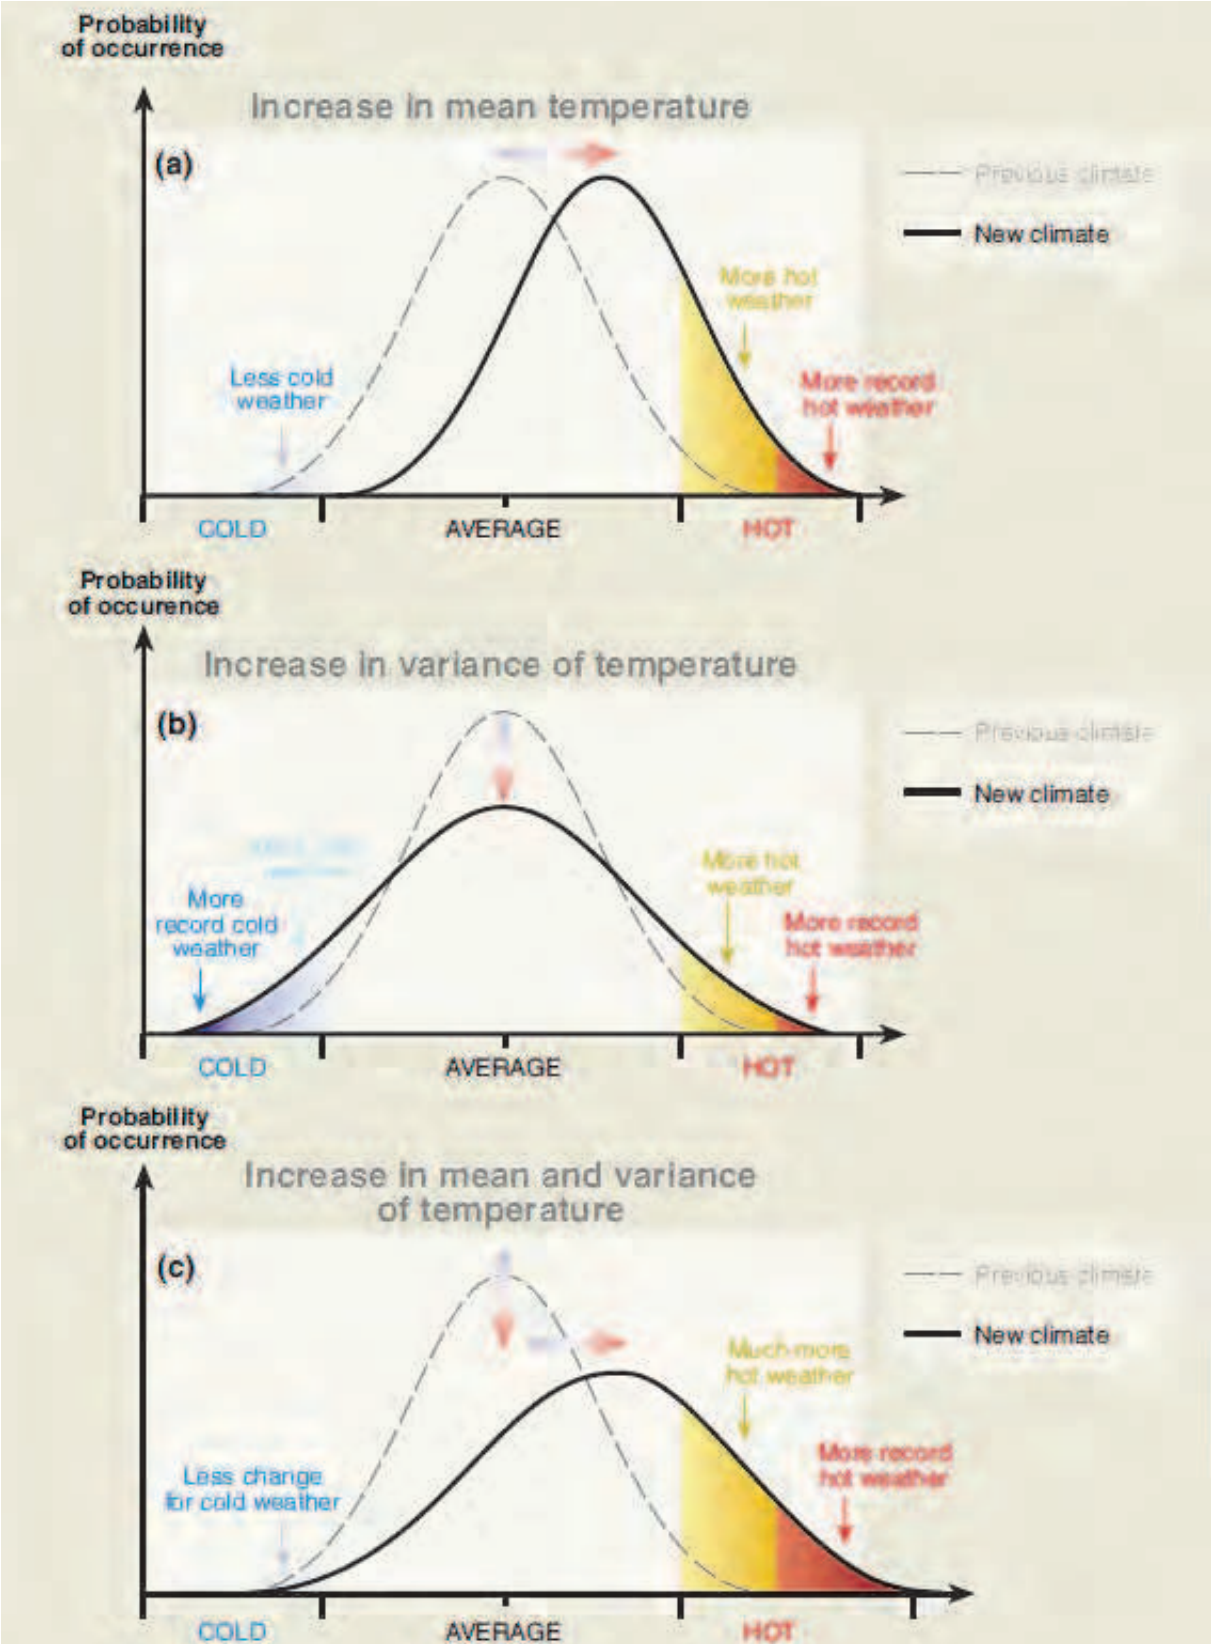 Probability
of occurrence
Increase in mean temperature
(a)
Previous climate
New climate
More hot
weather
Less cold
weather
More record
hot weather
COLD
AVERAGE
HOT
Probability
of occurence
Increase in variance of temperature
(b)
Previous climate
New climate
More hot
weather
More
record cold
weather
More record
hot weather
COLD
AVERAGE
HOT
Probability
of occurrence
Increase in mean and variance
of temperature
(c)
Previous climate
New climate
Much more
hot weather
More record
hot weather
Less change
for cold weather
COLD
AVERAGE
HOT